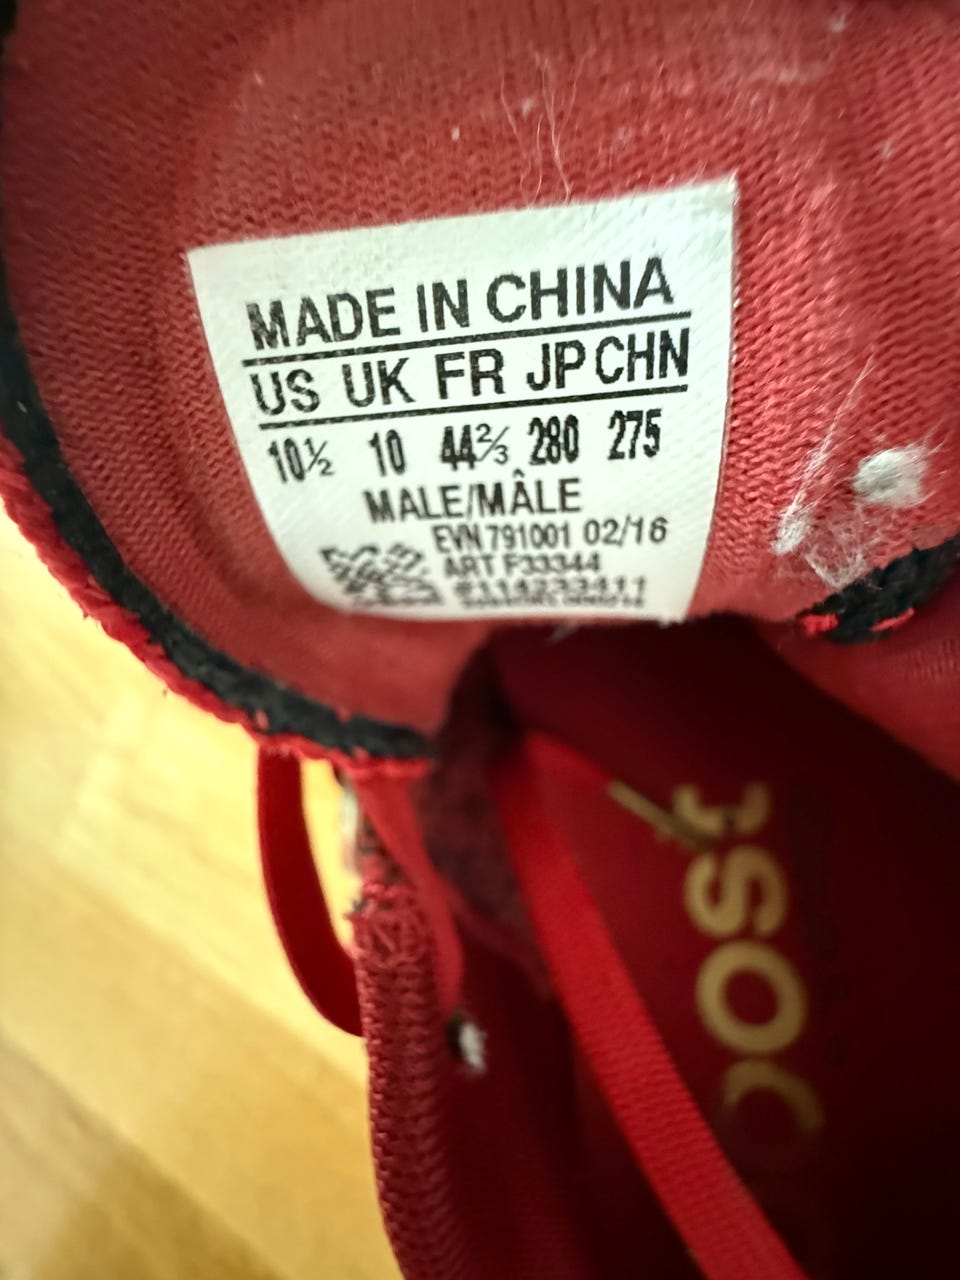 MADE IN CHINA
US UK FR JP CHN
10½ 10 44⅔ 280 275
MALE/MÂLE
EVN 791001 02/16
ART F33344
#114233411